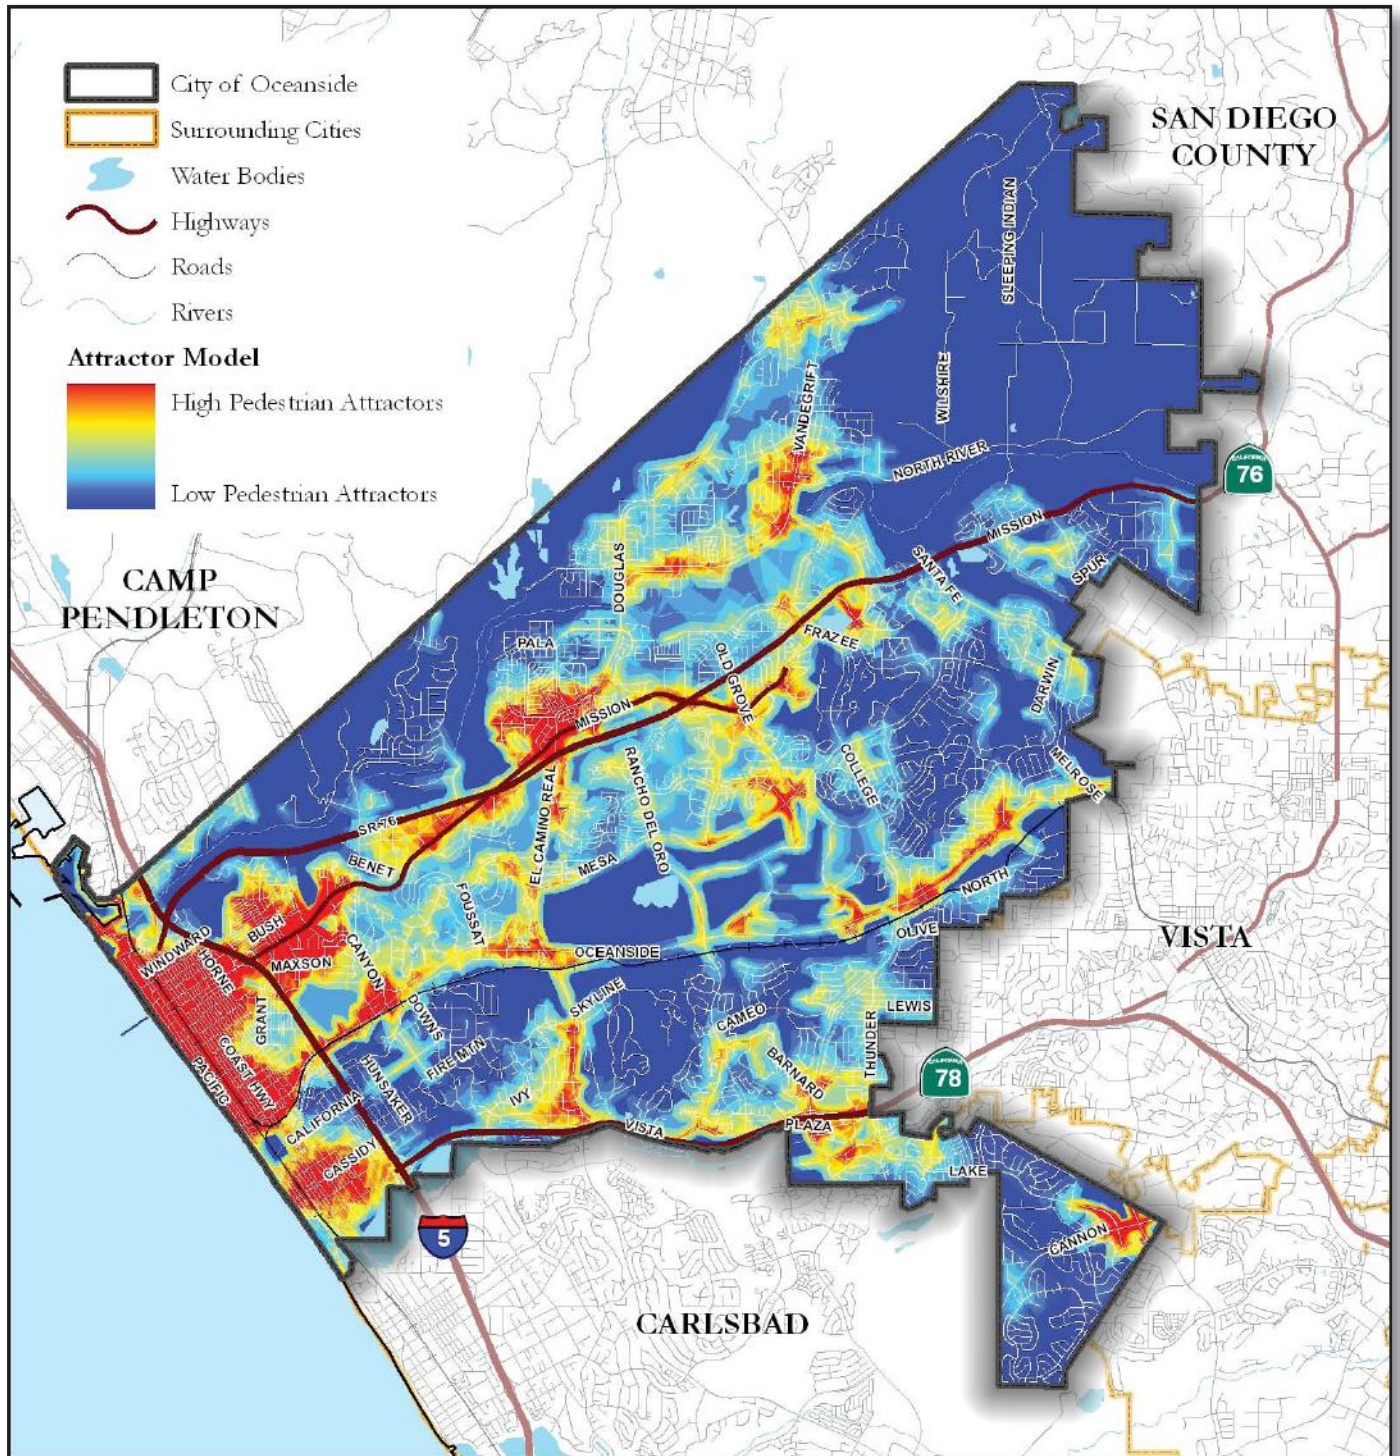 City of Oceanside
Surrounding Cities
Water Bodies
Highways
Roads
Rivers
Attractor Model
High Pedestrian Attractors
Low Pedestrian Attractors
SAN DIEGO
COUNTY
SLEEPING INDIAN
WILSHIRE
VANDEGRIFT
NORTH RIVER
CALIFORNIA
76
MISSION
SANTA FE
SPUR
DOUGLAS
CAMP
PENDLETON
PALA
FRAZEE
OLD GROVE
MISSION
DARWIN
RANCHO DEL ORO
COLLEGE
MELROSE
EL CAMINO REAL
SR-76
BENET
MESA
FOUSSAT
NORTH
BUSH
OLIVE
WINDWARD
HORNE
MAXSON
CANYON
OCEANSIDE
VISTA
GRANT
DOWNS
SKYLINE
CAMEO
LEWIS
COAST HWY
PACIFIC
FIRE MTN
HUNSAKER
THUNDER
CALIFORNIA
78
BARNARD
IVY
CALIFORNIA
CASSIDY
VISTA
PLAZA
LAKE
5
CANNON
CARLSBAD